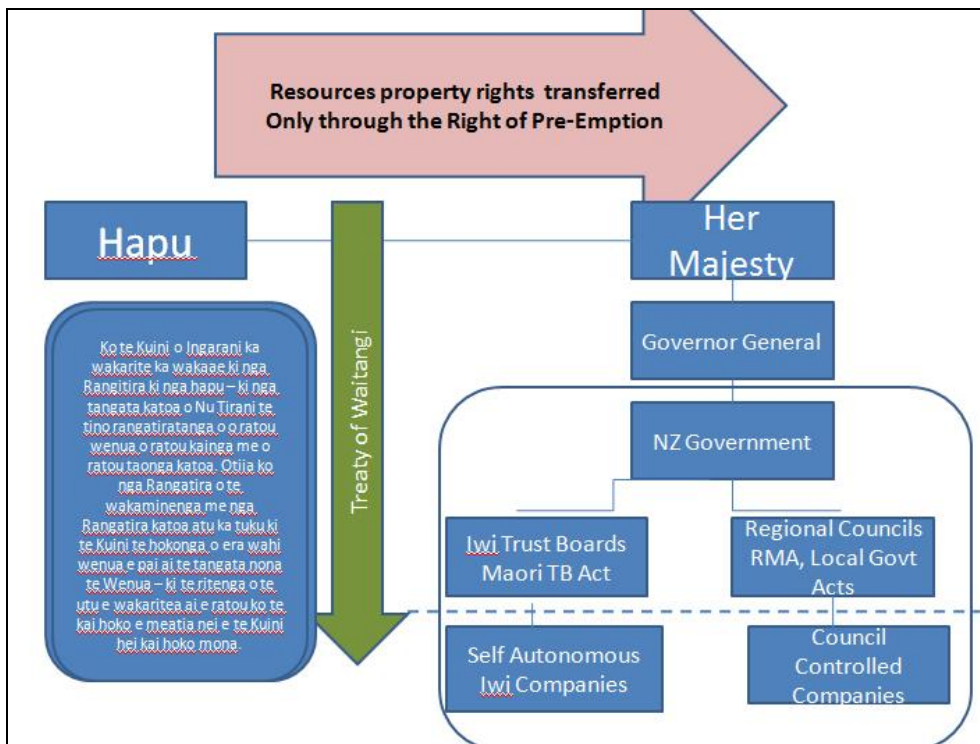 Resources property rights transferred
Only through the Right of Pre-Emption
Hapu
Her
Majesty
Treaty of Waitangi
Ko te Kuini o Ingarani ka
wakarite ka wakaae ki nga
Rangitira ki nga hapu – ki nga
tangata katoa o Nu Tirani te
tino rangatiratanga o o ratou
wenua o ratou kainga me o
ratou taonga katoa. Otiia ko
nga Rangatira o te
wakaminenga me nga
Rangatira katoa atu ka tuku ki
te Kuini te hokonga o era wahi
wenua e pai ai te tangata nona
te Wenua – ki te ritenga o te
utu e wakaritea ai e ratou ko te
kai hoko e meatia nei e te Kuini
hei kai hoko mona.
Governor General
NZ Government
Iwi Trust Boards
Maori TB Act
Regional Councils
RMA, Local Govt
Acts
Self Autonomous
Iwi Companies
Council
Controlled
Companies